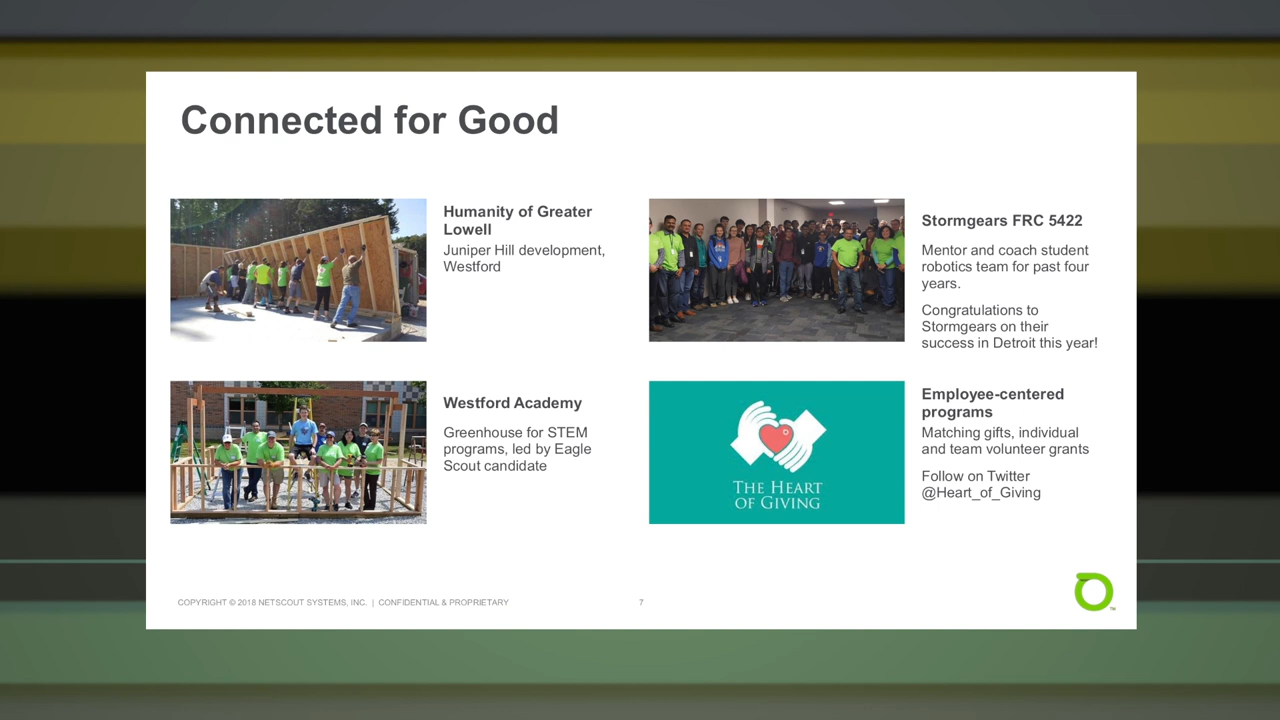 Connected for Good
Humanity of Greater
Lowell
Juniper Hill development,
Westford
Stormgears FRC 5422
Mentor and coach student
robotics team for past four
years.
Congratulations to
Stormgears on their
success in Detroit this year!
Westford Academy
Greenhouse for STEM
programs, led by Eagle
Scout candidate
THE HEART
OF GIVING
Employee-centered
programs
Matching gifts, individual
and team volunteer grants
Follow on Twitter
@Heart_of_Giving
COPYRIGHT © 2018 NETSCOUT SYSTEMS, INC. | CONFIDENTIAL & PROPRIETARY
7
TM